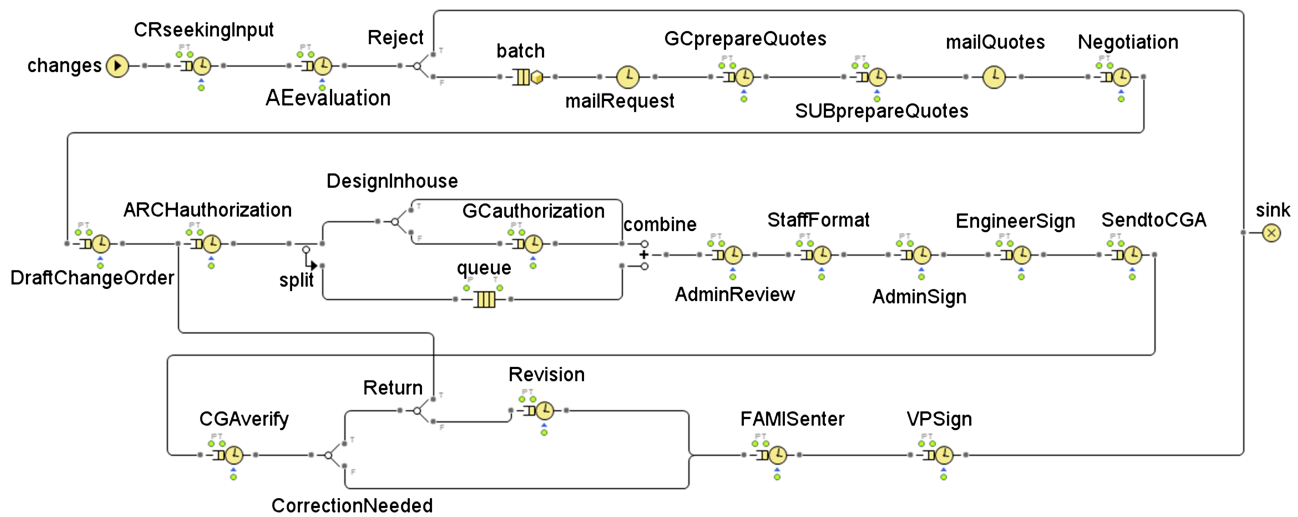 CRseekingInput
Reject
GCprepareQuotes
mailQuotes
Negotiation
changes
batch
AEevaluation
mailRequest
SUBprepareQuotes
DesignInhouse
ARCHauthorization
GCauthorization
combine
StaffFormat
EngineerSign
SendtoCGA
sink
DraftChangeOrder
split
queue
AdminReview
AdminSign
Return
Revision
CGAverify
FAMISenter
VPSign
CorrectionNeeded